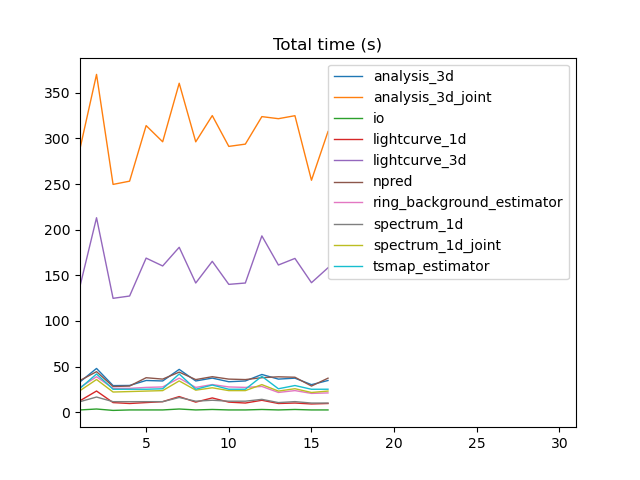 Total time (s)
analysis_3d
analysis_3d_joint
io
lightcurve_1d
lightcurve_3d
npred
ring_background_estimator
spectrum_1d
spectrum_1d_joint
tsmap_estimator
350
300
250
200
150
100
50
0
5 10 15 20 25 30